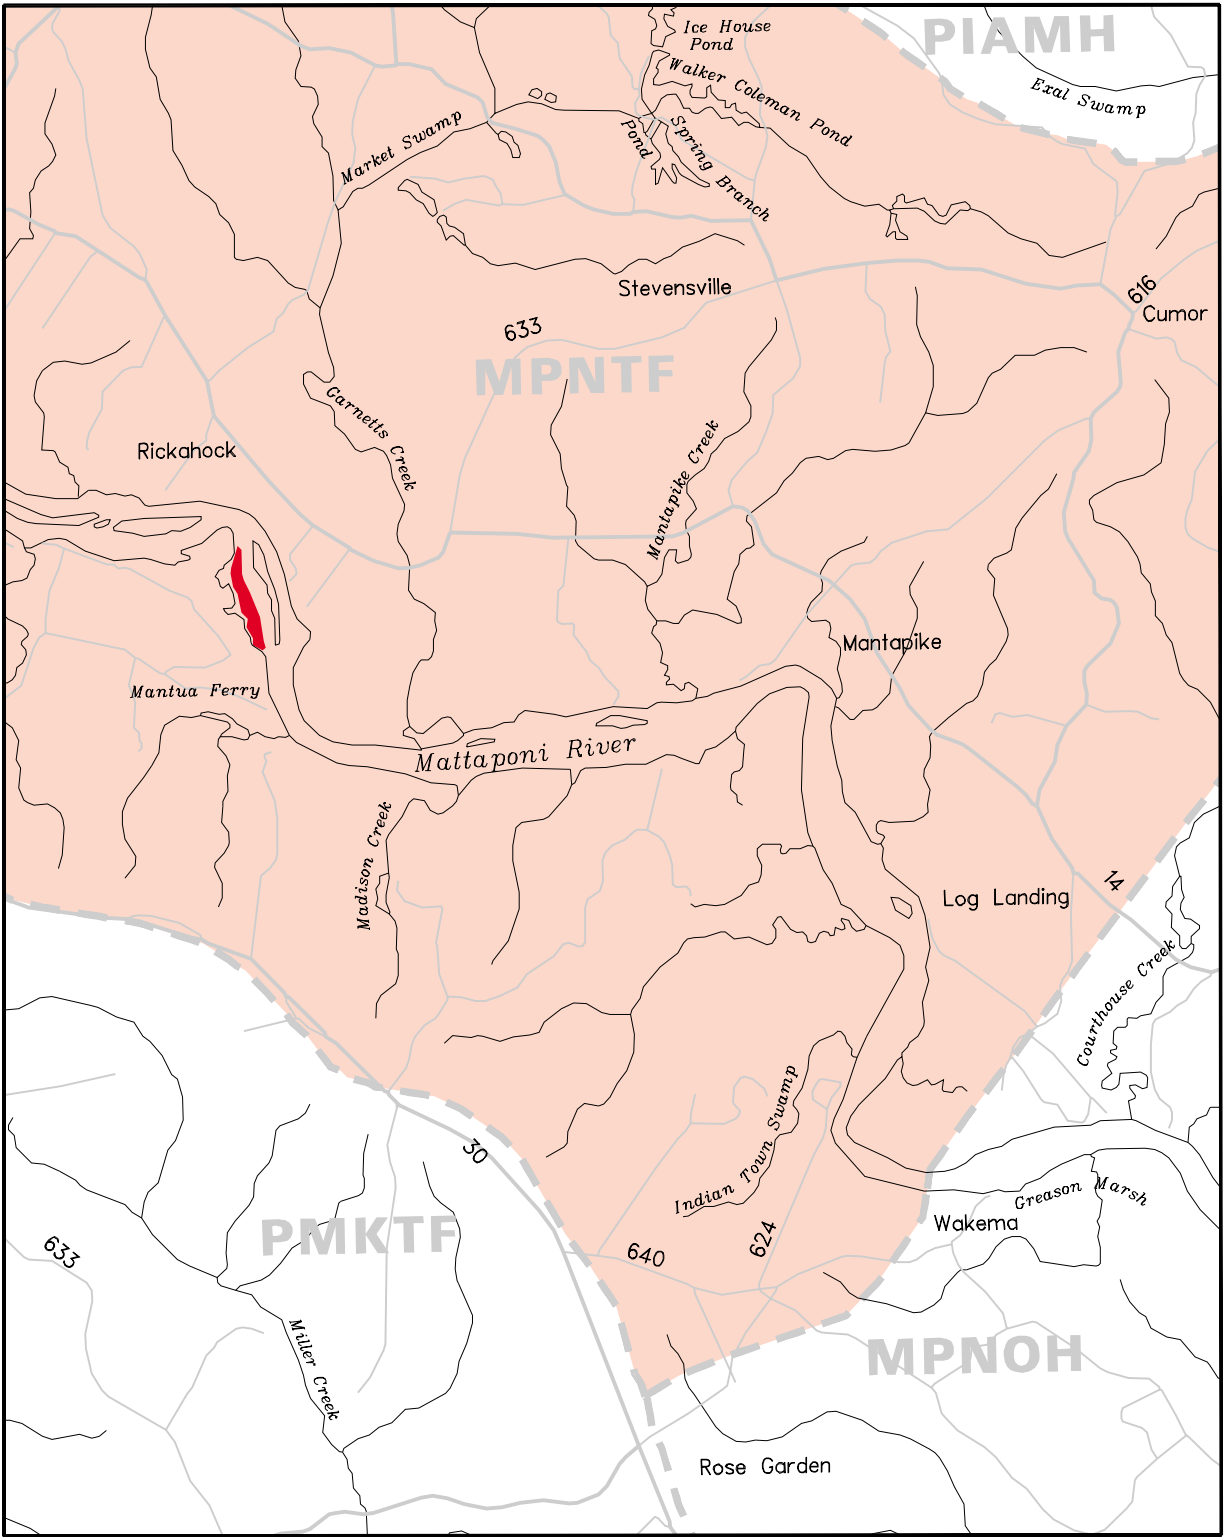 Ice House
Pond
PIAMH
Walker Coleman Pond
Exal Swamp
Market Swamp
Pond
Spring Branch
Stevensville
616
Cumor
633
MPNTF
Garnetts Creek
Rickahock
Mantapike Creek
Mantapike
Mantua Ferry
Mattaponi River
Madison Creek
14
Log Landing
Courthouse Creek
Indian Town Swamp
30
Greason Marsh
Wakema
PMKTF
633
640
624
Miller Creek
MPNOH
Rose Garden